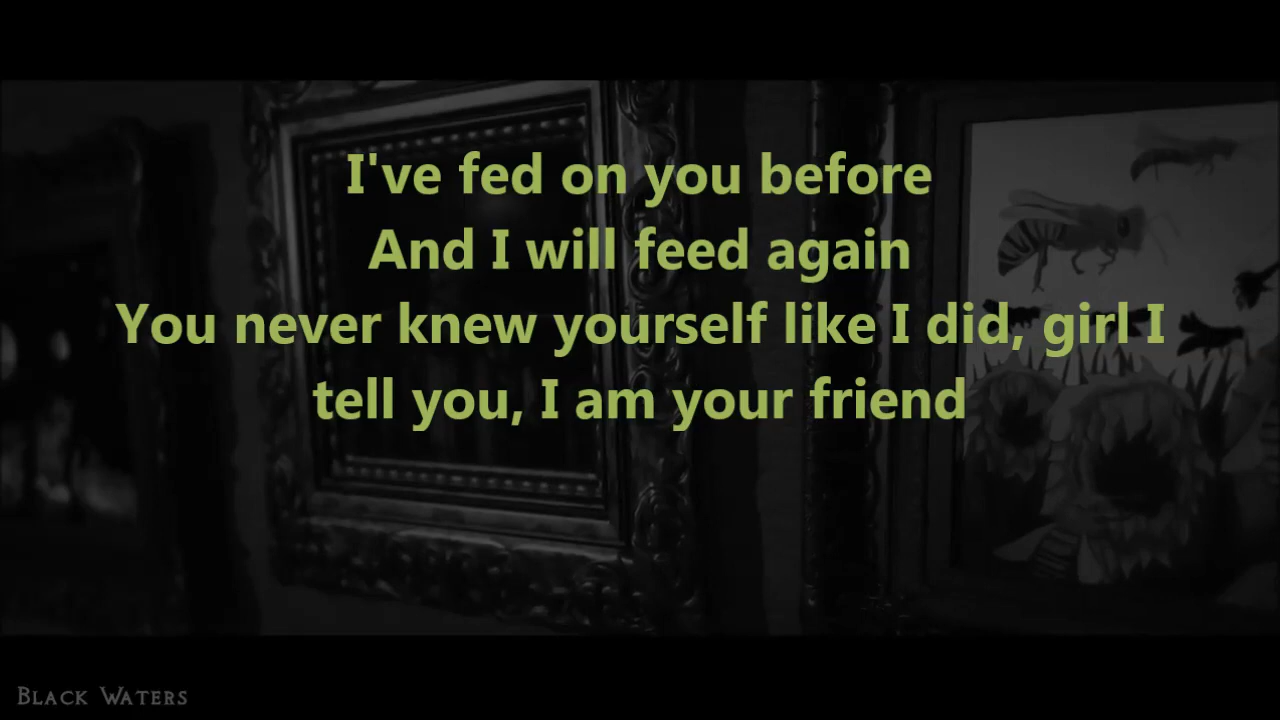 I've fed on you before
And I will feed again
You never knew yourself like I did, girl I
tell you, I am your friend
Black Waters